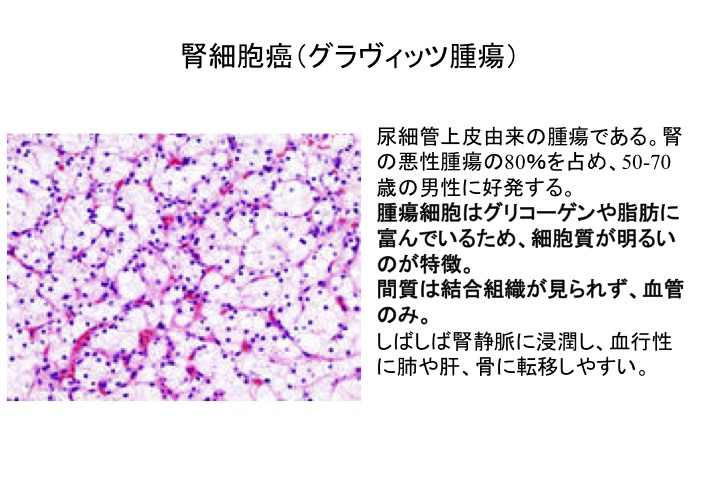 腎細胞癌（グラヴィッツ腫瘍）
尿細管上皮由来の腫瘍である。腎
の悪性腫瘍の80％を占め、50-70
歳の男性に好発する。
腫瘍細胞はグリコーゲンや脂肪に
富んでいるため、細胞質が明るい
のが特徴。
間質は結合組織が見られず、血管
のみ。
しばしば腎静脈に浸潤し、血行性
に肺や肝、骨に転移しやすい。